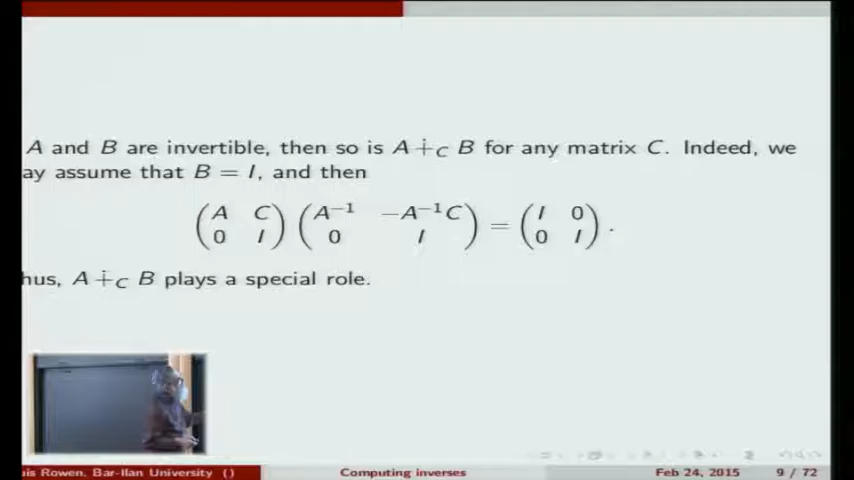 A and B are invertible, then so is A ∔_C B for any matrix C. Indeed, we
ay assume that B = I, and then
(A C; 0 I) (A⁻¹ −A⁻¹C; 0 I) = (I 0; 0 I).
hus, A ∔_C B plays a special role.
is Rowen, Bar-Ilan University () Computing inverses Feb 24, 2015 9 / 72